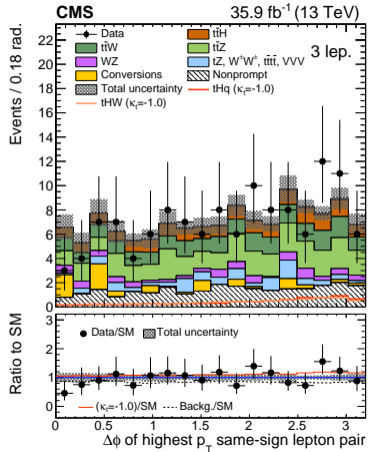 CMS 35.9 fb⁻¹ (13 TeV)
Events / 0.18 rad.
22
20
18
16
14
12
10
8
6
4
2
0
Data tt̄H
tt̄W tt̄Z
WZ tZ, W±W±, tt̄tt̄, VVV
Conversions Nonprompt
Total uncertainty tHq (κₜ=-1.0)
tHW (κₜ=-1.0)
3 lep.
Ratio to SM
3
2
1
0
Data/SM Total uncertainty
(κₜ=-1.0)/SM Backg./SM
0 0.5 1 1.5 2 2.5 3
Δϕ of highest p_T same-sign lepton pair